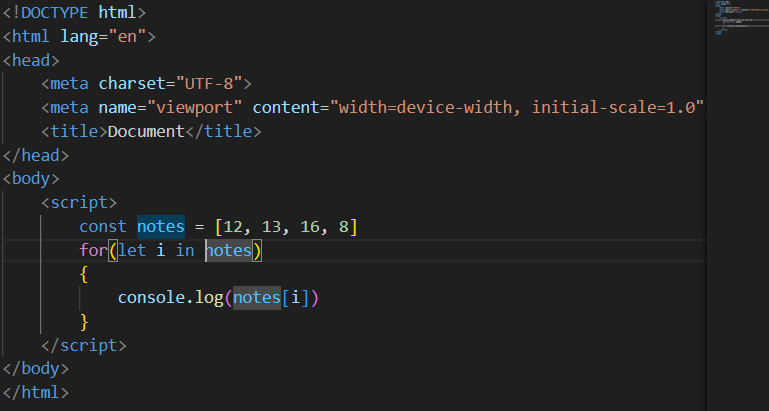 <!DOCTYPE html>
<html lang="en">
<head>
    <meta charset="UTF-8">
    <meta name="viewport" content="width=device-width, initial-scale=1.0"
    <title>Document</title>
</head>
<body>
    <script>
        const notes = [12, 13, 16, 8]
        for(let i in notes)
        {
            console.log(notes[i])
        }
    </script>
</body>
</html>